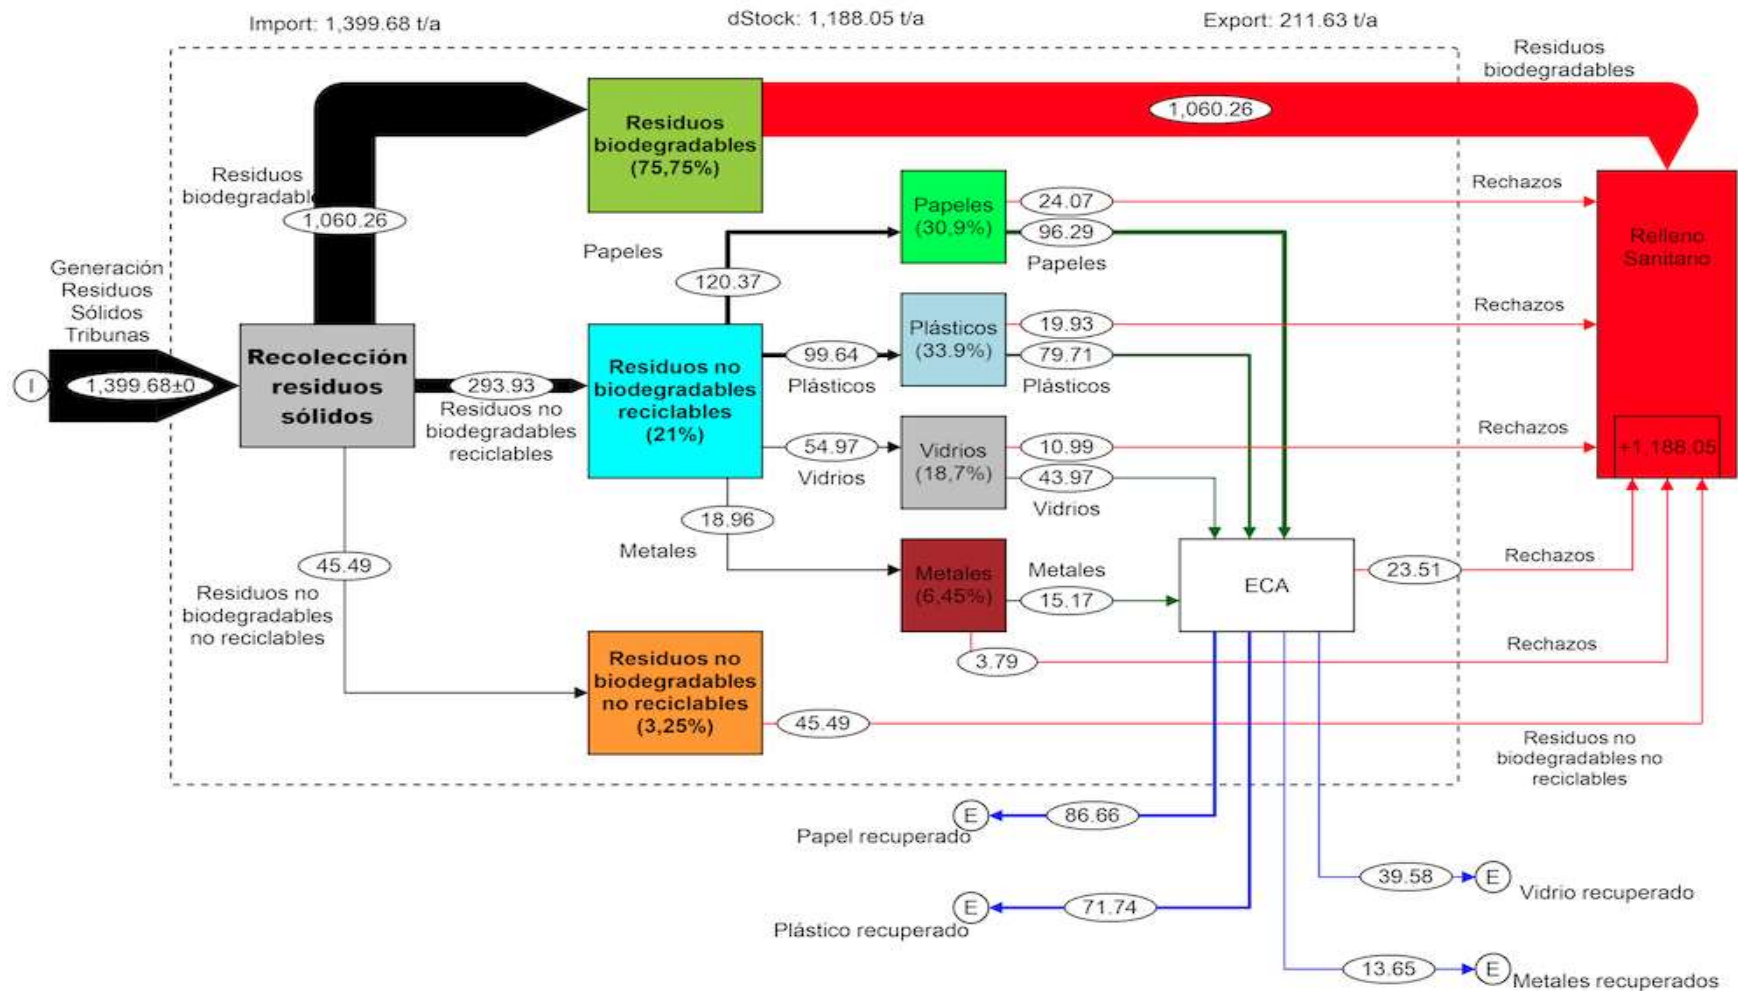 Import: 1,399.68 t/a
dStock: 1,188.05 t/a
Export: 211.63 t/a
Residuos
biodegradables
1,060.26
Residuos
biodegradables
(75,75%)
Residuos
biodegradabl
1,060.26
Papeles
120.37
Papeles
(30,9%)
24.07
96.29
Papeles
Rechazos
Relleno
Sanitario
+1,188.05
Generación
Residuos
Sólidos
Tribunas
I
1,399.68±0
Recolección
residuos
sólidos
293.93
Residuos no
biodegradables
reciclables
Residuos no
biodegradables
reciclables
(21%)
99.64
Plásticos
Plásticos
(33.9%)
19.93
79.71
Plásticos
Rechazos
54.97
Vidrios
Vidrios
(18,7%)
10.99
43.97
Vidrios
Rechazos
18.96
Metales
Metales
(6,45%)
Metales
15.17
3.79
ECA
23.51
Rechazos
Rechazos
45.49
Residuos no
biodegradables
no reciclables
Residuos no
biodegradables
no reciclables
(3,25%)
45.49
Residuos no
biodegradables no
reciclables
E
86.66
Papel recuperado
39.58
E
Vidrio recuperado
E
71.74
Plástico recuperado
13.65
E
Metales recuperados